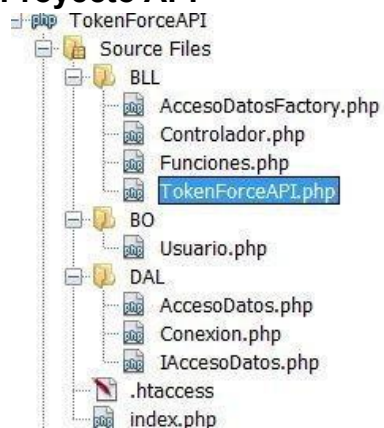 Proyecto API
TokenForceAPI
Source Files
BLL
AccesoDatosFactory.php
Controlador.php
Funciones.php
TokenForceAPI.php
BO
Usuario.php
DAL
AccesoDatos.php
Conexion.php
IAccesoDatos.php
.htaccess
index.php